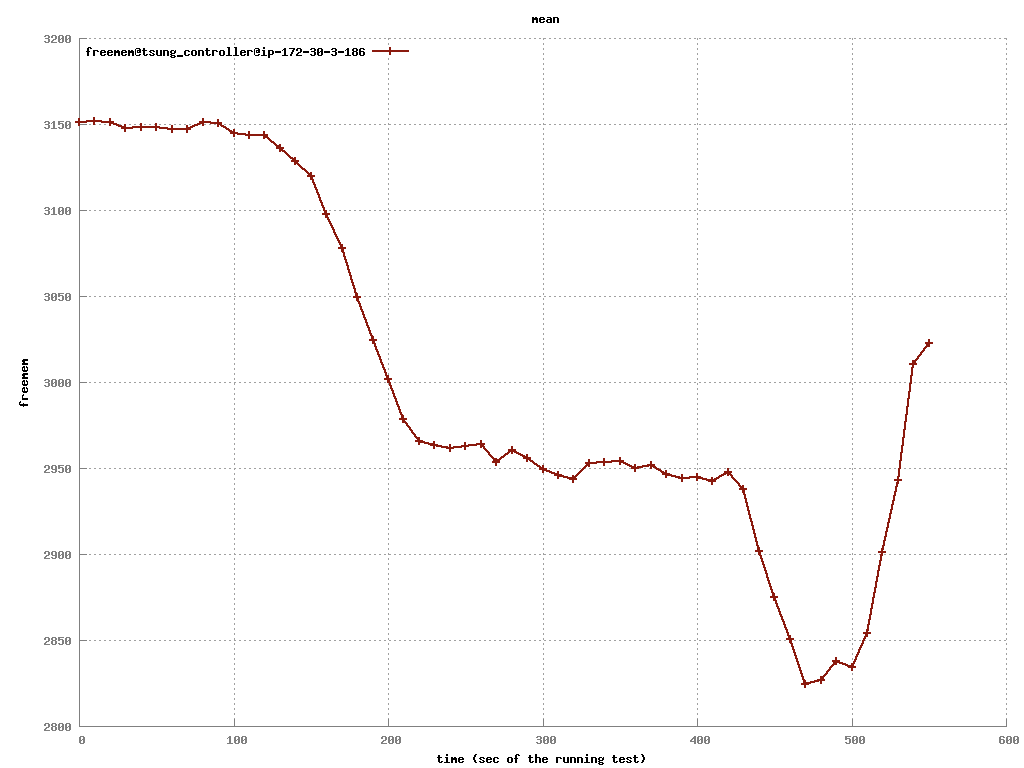 mean
3200
freemem@tsung_controller@ip-172-30-3-186
3150
3100
3050
freemem
3000
2950
2900
2850
2800
0 100 200 300 400 500 600
time (sec of the running test)